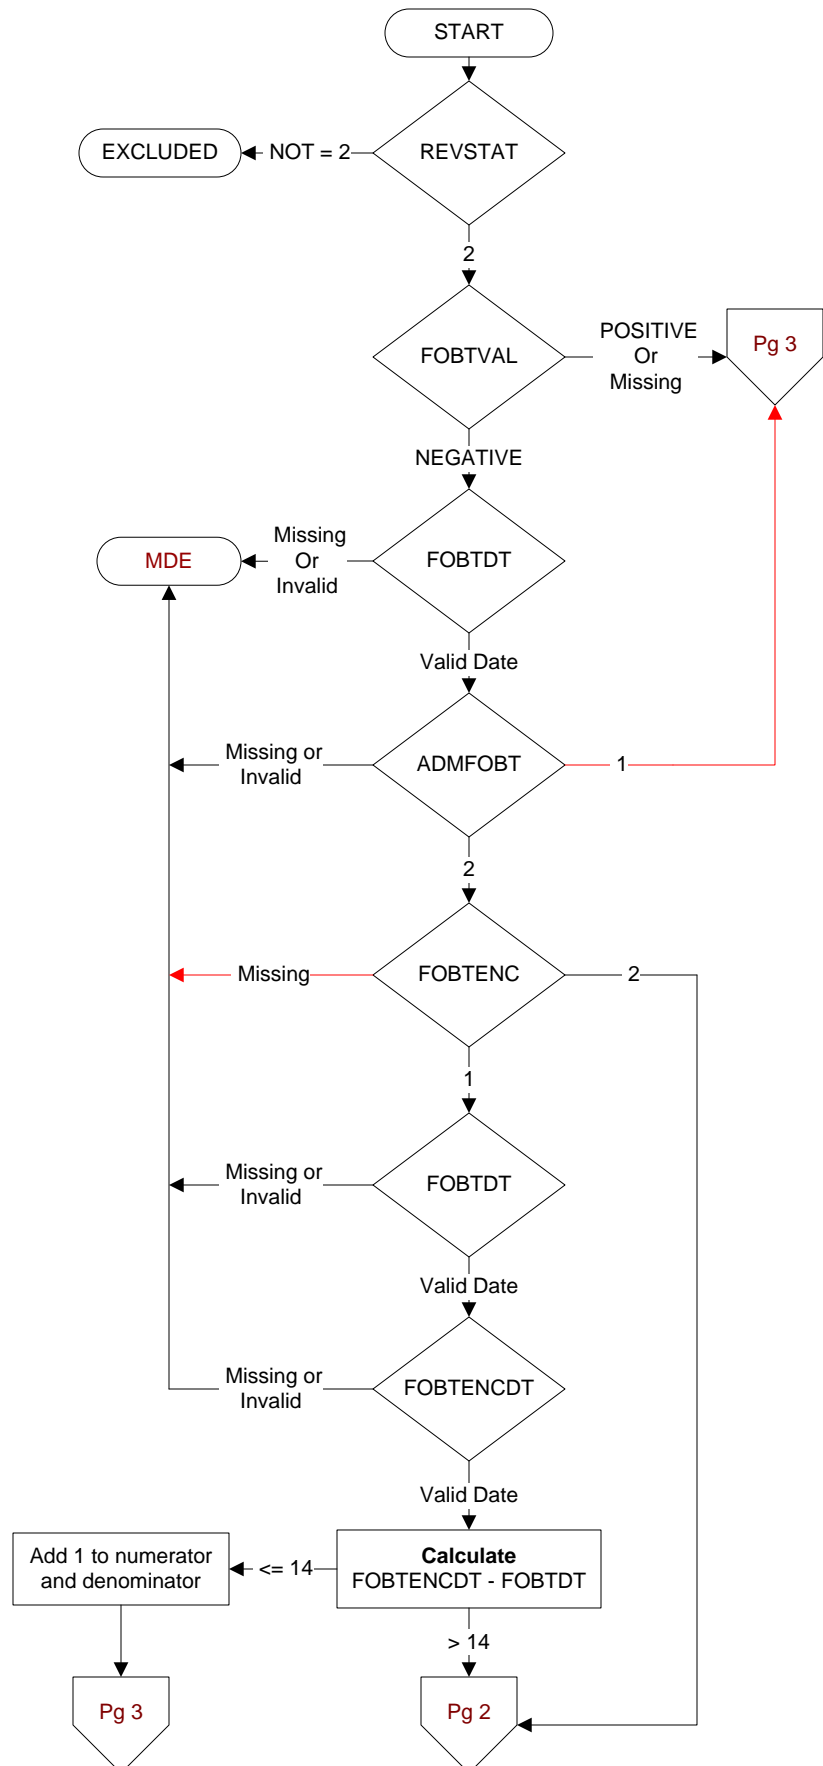 START
EXCLUDED
NOT = 2
REVSTAT
2
FOBTVAL
POSITIVE
Or
Missing
Pg 3
NEGATIVE
MDE
Missing
Or
Invalid
FOBTDT
Valid Date
Missing or
Invalid
ADMFOBT
1
2
Missing
FOBTENC
2
1
Missing or
Invalid
FOBTDT
Valid Date
Missing or
Invalid
FOBTENCDT
Valid Date
Add 1 to numerator
and denominator
<= 14
Calculate
FOBTENCDT - FOBTDT
> 14
Pg 3
Pg 2